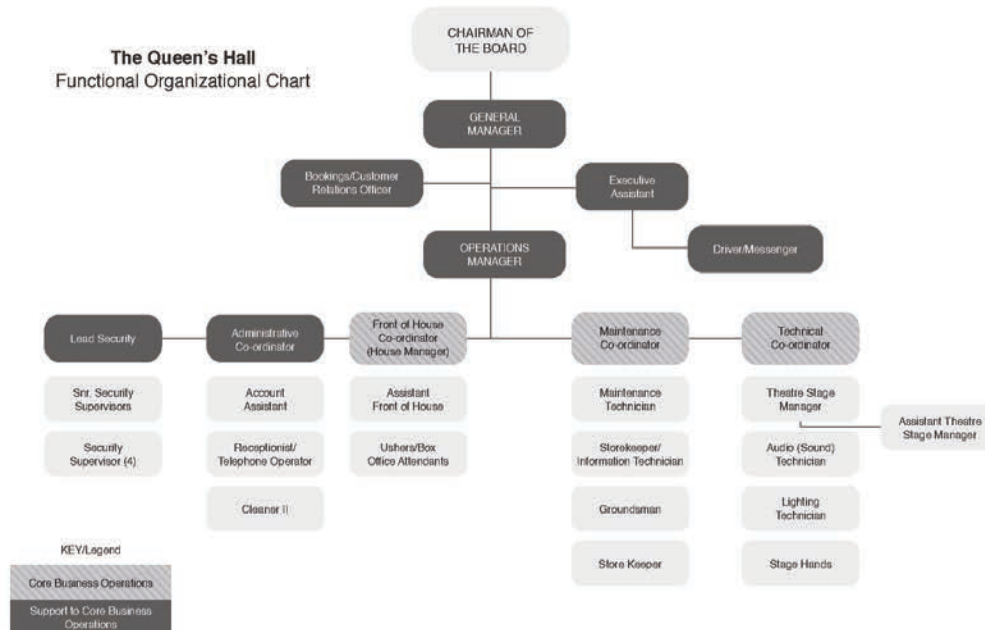 CHAIRMAN OF
THE BOARD
The Queen's Hall
Functional Organizational Chart
GENERAL
MANAGER
Bookings/Customer
Relations Officer
Executive
Assistant
Driver/Messenger
OPERATIONS
MANAGER
Lead Security
Administrative
Co-ordinator
Front of House
Co-ordinator
(House Manager)
Maintenance
Co-ordinator
Technical
Co-ordinator
Snr. Security
Supervisors
Account
Assistant
Assistant
Front of House
Maintenance
Technician
Theatre Stage
Manager
Assistant Theatre
Stage Manager
Security
Supervisor (4)
Receptionist/
Telephone Operator
Ushers/Box
Office Attendants
Storekeeper/
Information Technician
Audio (Sound)
Technician
Cleaner II
Groundsman
Lighting
Technician
Store Keeper
Stage Hands
KEY/Legend
Core Business Operations
Support to Core Business
Operations